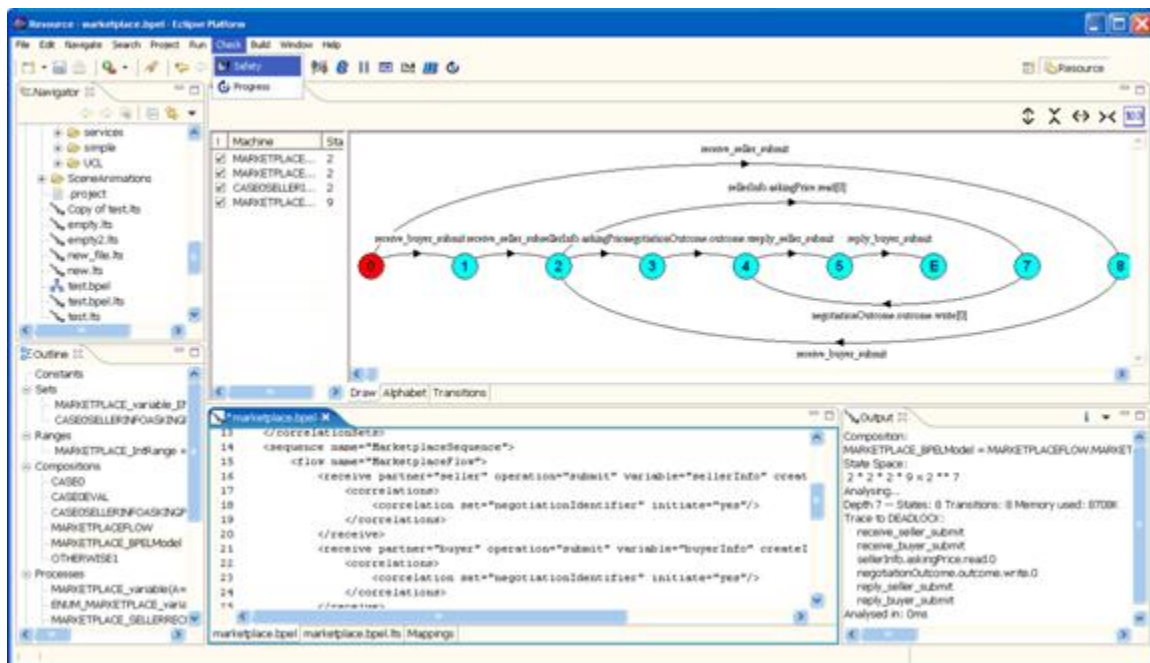 Resource - marketplace.bpel - Eclipse Platform
File Edit Navigate Search Project Run Check Build Window Help
Safety
Progress
Resource
Navigator
services
simple
UCL
SceneAnimations
.project
Copy of test.lts
empty.lts
empty2.lts
new_file.lts
new.lts
test.bpel
test.bpel.lts
test.lts
! Machine Sta
MARKETPLACE... 2
MARKETPLACE... 2
CASE0SELLERI... 2
MARKETPLACE... 9
receive_seller_submit
sellerInfo.askingPrice.read[0]
receive_buyer_submit
reply_seller_submit
reply_buyer_submit
0 1 2 3 4 5 E 7 8
negotiationOutcome.outcome.write[0]
receive_buyer_submit
Draw Alphabet Transitions
Outline
Constants
Sets
MARKETPLACE_variable_
CASE0SELLERINFOASKING
Ranges
MARKETPLACE_IntRange =
Compositions
CASE0
CASE0EVAL
CASE0SELLERINFOASKINGP
MARKETPLACEFLOW
MARKETPLACE_BPELModel
OTHERWISE1
Processes
MARKETPLACE_variable(A=
ENUM_MARKETPLACE_varia
MARKETPLACE_SELLERREC
*marketplace.bpel
13 </correlationSets>
14 <sequence name="MarketplaceSequence">
15 <flow name="MarketplaceFlow">
16 <receive partner="seller" operation="submit" variable="sellerInfo" creat
17 <correlations>
18 <correlation set="negotiationIdentifier" initiate="yes"/>
19 </correlations>
20 </receive>
21 <receive partner="buyer" operation="submit" variable="buyerInfo" createI
22 <correlations>
23 <correlation set="negotiationIdentifier" initiate="yes"/>
24 </correlations>
25 </receive>
marketplace.bpel marketplace.bpel.lts Mappings
Output
Composition:
MARKETPLACE_BPELModel = MARKETPLACEFLOW.MARKET
State Space:
2 * 2 * 2 * 9 = 2 ** 7
Analysing...
Depth 7 -- States: 8 Transitions: 8 Memory used: 8708K
Trace to DEADLOCK:
receive_seller_submit
receive_buyer_submit
sellerInfo.askingPrice.read.0
negotiationOutcome.outcome.write.0
reply_seller_submit
reply_buyer_submit
Analysed in: 0ms